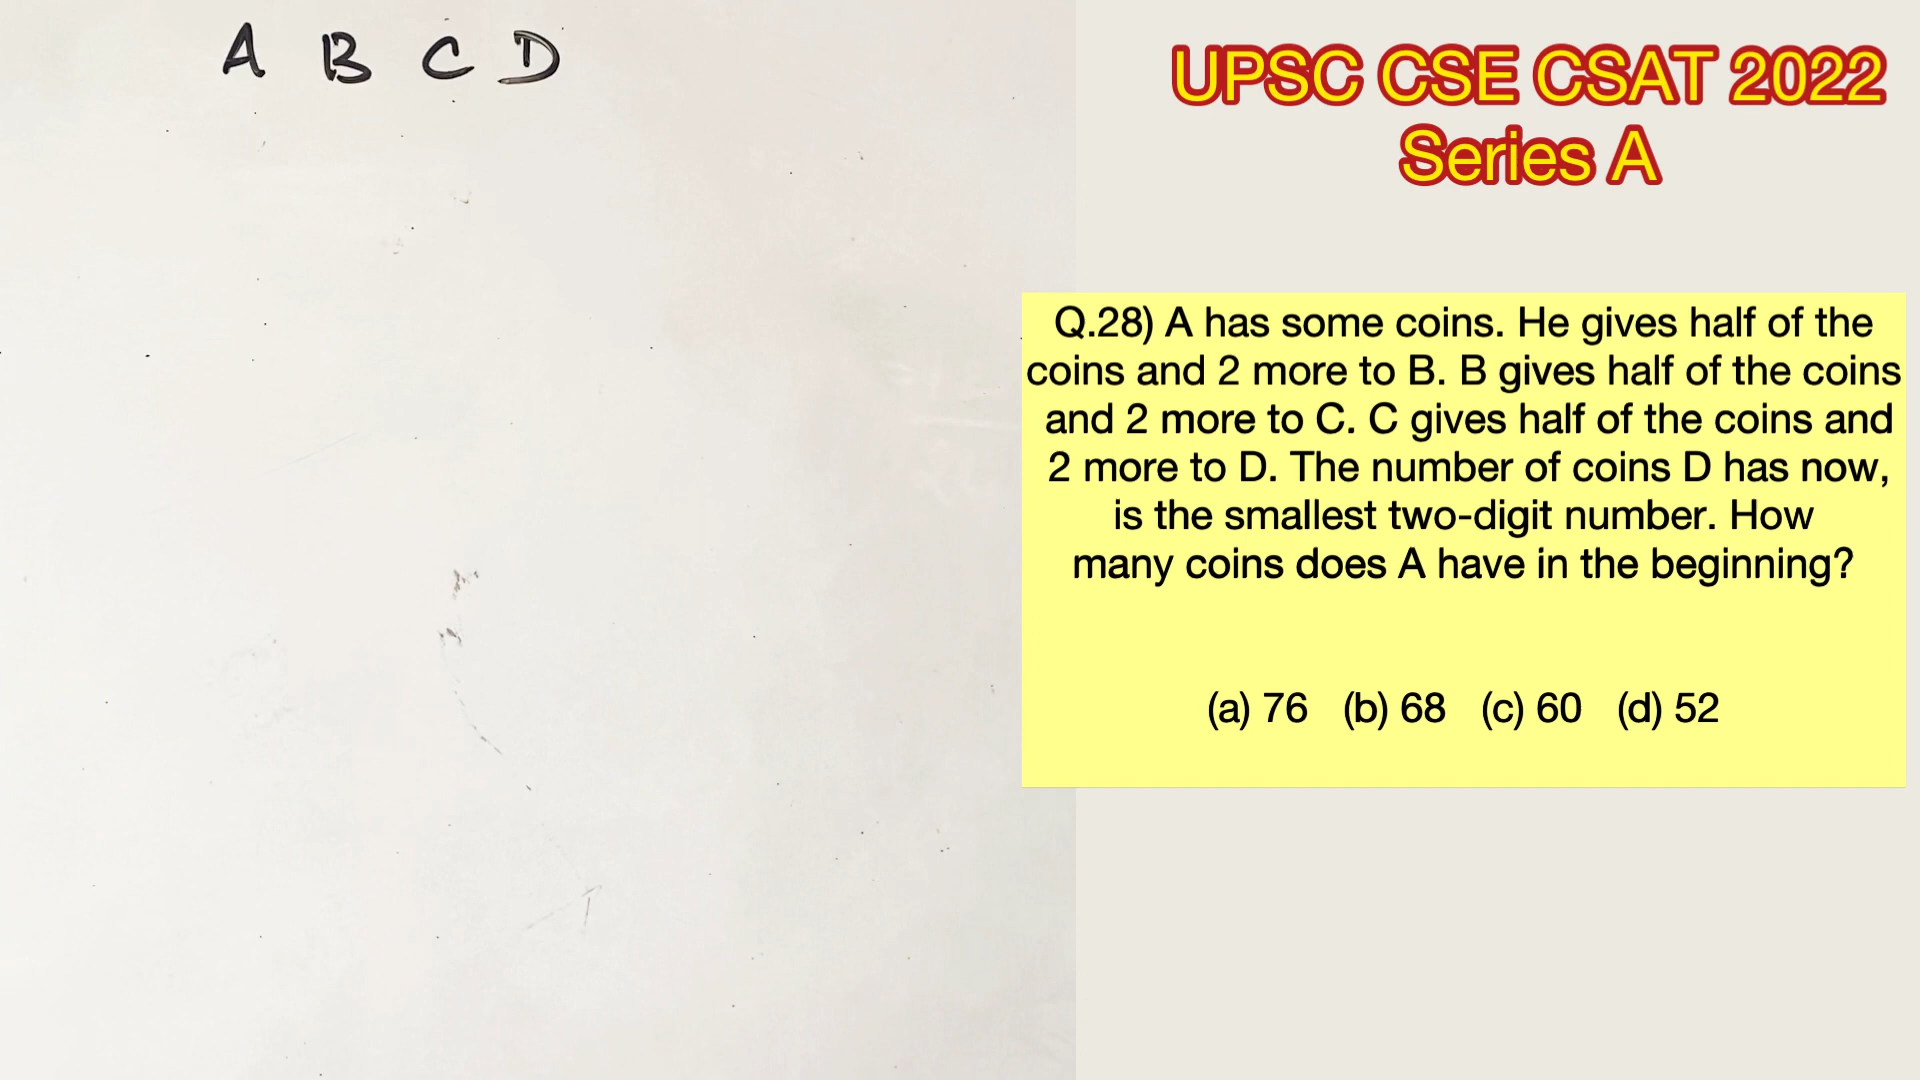 A B C D
UPSC CSE CSAT 2022
Series A
Q.28) A has some coins. He gives half of the
coins and 2 more to B. B gives half of the coins
and 2 more to C. C gives half of the coins and
2 more to D. The number of coins D has now,
is the smallest two-digit number. How
many coins does A have in the beginning?
(a) 76 (b) 68 (c) 60 (d) 52